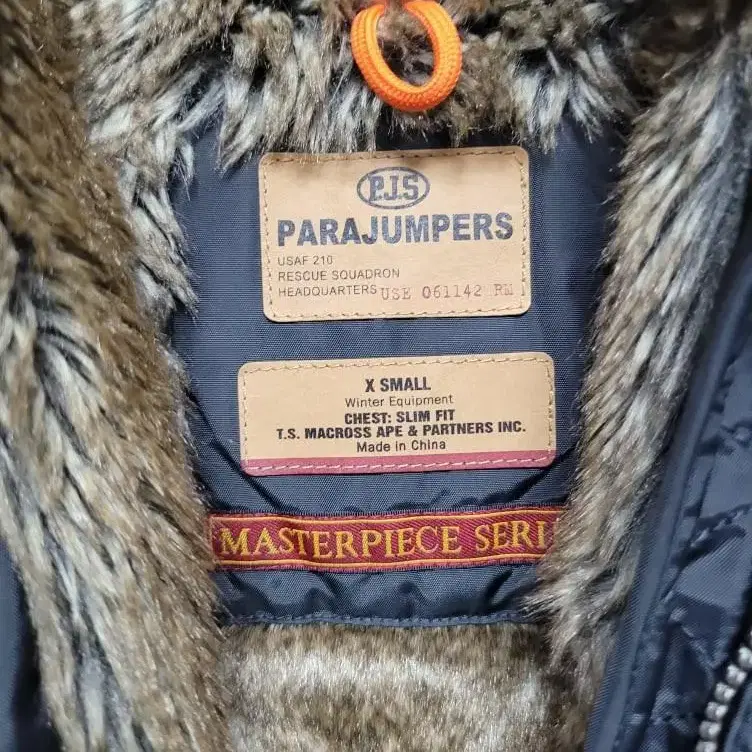 PJS
PARAJUMPERS
USAF 210
RESCUE SQUADRON
HEADQUARTERS USE 061142 RM
X SMALL
Winter Equipment
CHEST: SLIM FIT
T.S. MACROSS APE & PARTNERS INC.
Made in China
MASTERPIECE SERI